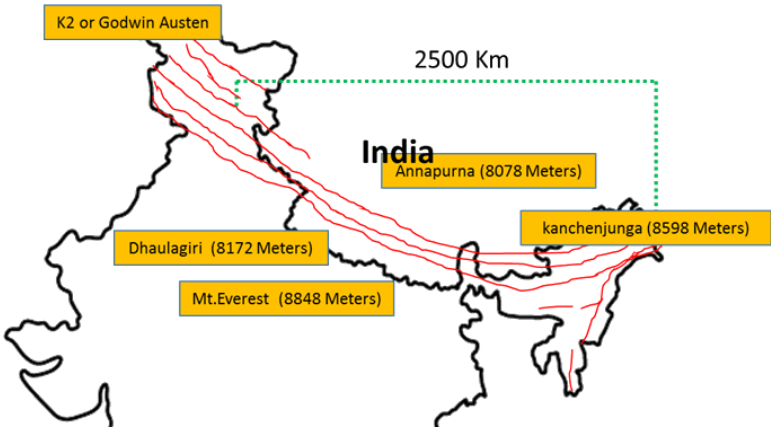 K2 or Godwin Austen
2500 Km
India
Annapurna (8078 Meters)
kanchenjunga (8598 Meters)
Dhaulagiri (8172 Meters)
Mt.Everest (8848 Meters)